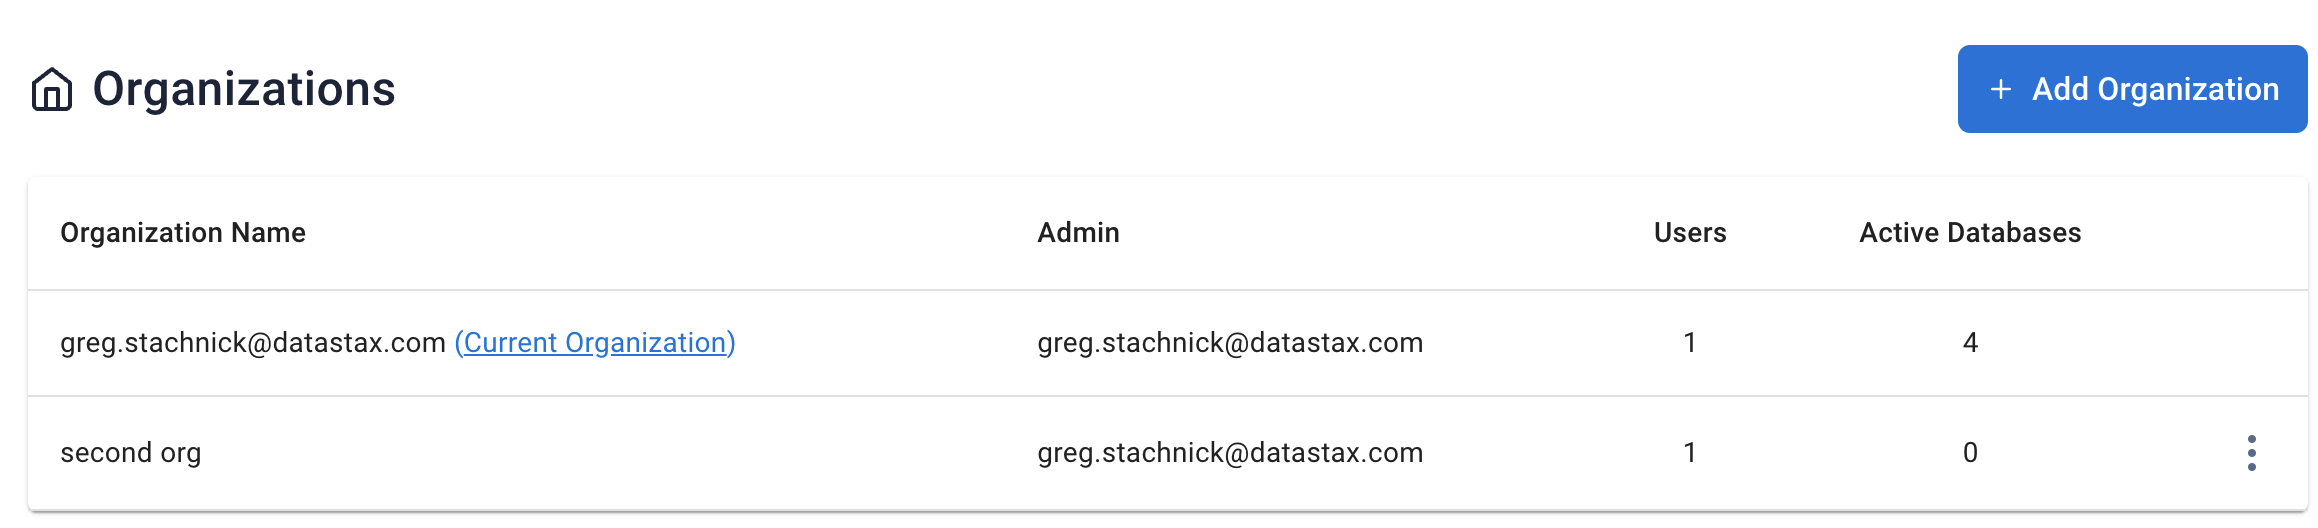 Organizations
+ Add Organization
Organization Name Admin Users Active Databases
greg.stachnick@datastax.com (Current Organization) greg.stachnick@datastax.com 1 4
second org greg.stachnick@datastax.com 1 0